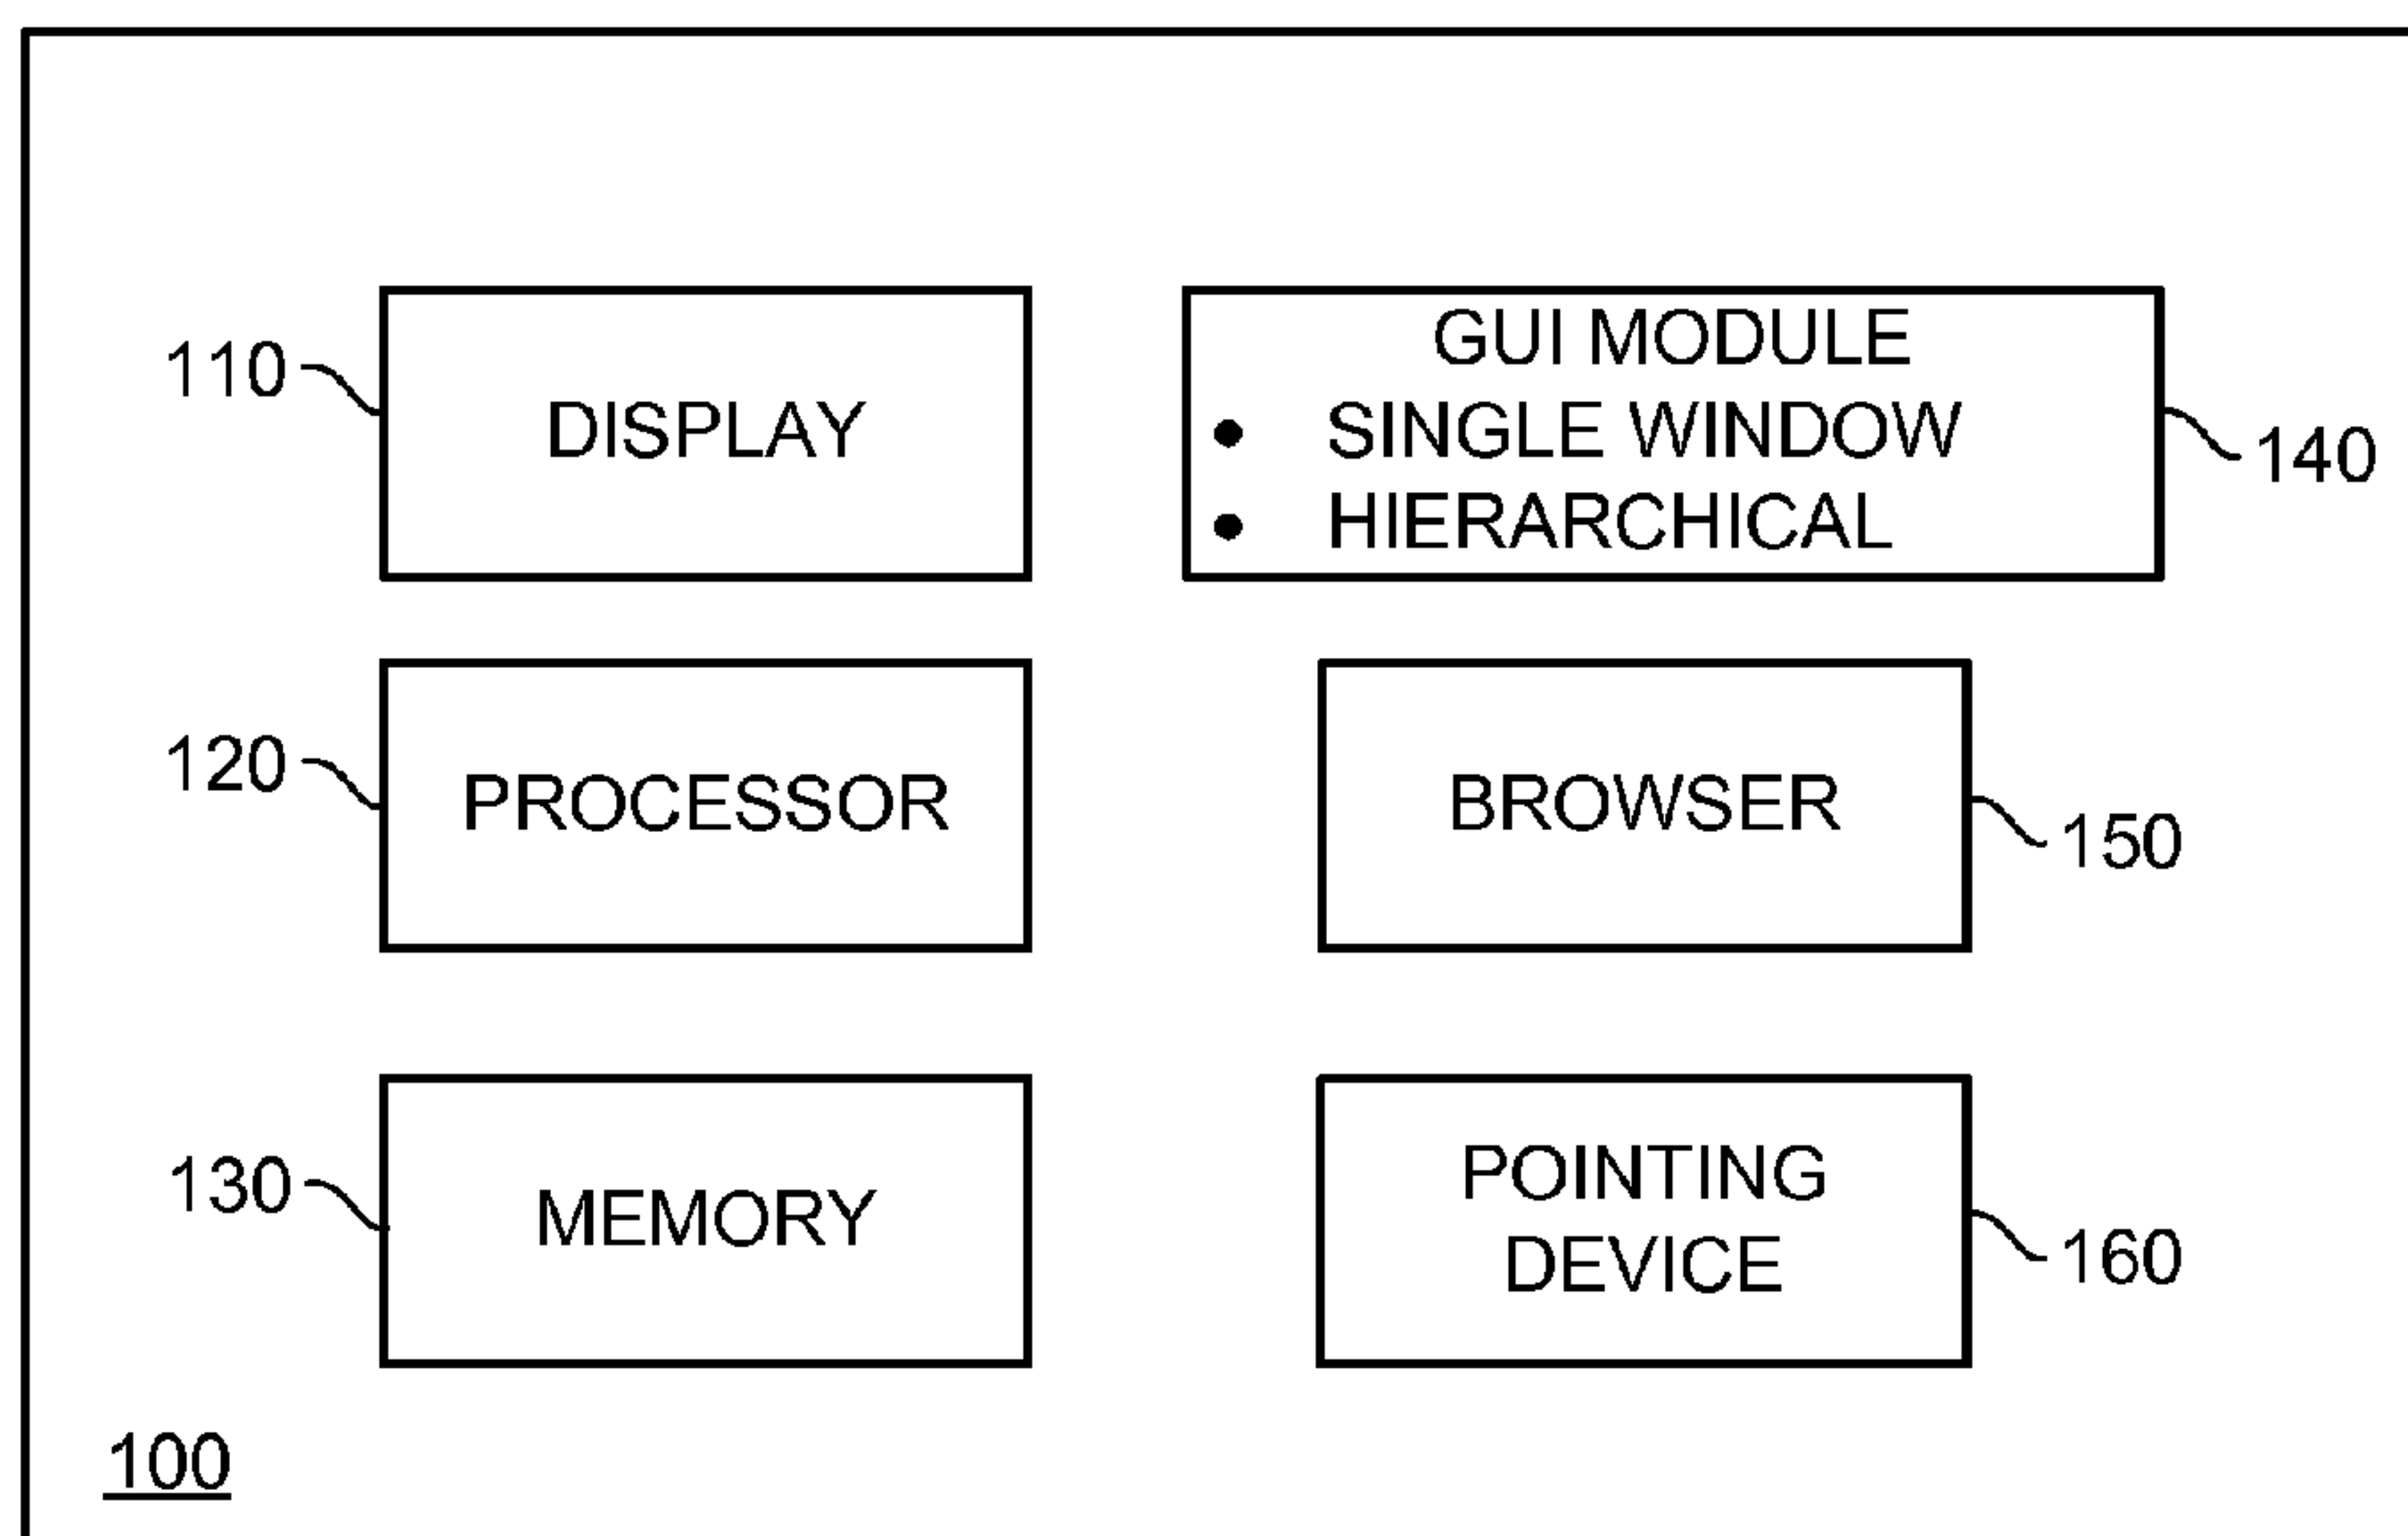 110
DISPLAY
GUI MODULE
● SINGLE WINDOW
● HIERARCHICAL
140
120
PROCESSOR
BROWSER
150
130
MEMORY
POINTING
DEVICE
160
100